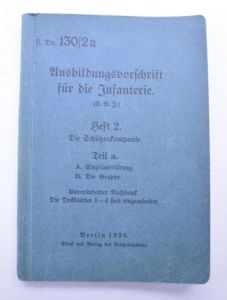 H. Dv. 130/2a
Ausbildungsvorschrift
für die Infanterie.
(A. V. I.)
Heft 2.
Die Schützenkompanie.
Teil a.
A. Einzelausbildung.
B. Die Gruppe.
Unveränderter Nachdruck.
Die Deckblätter 1—4 sind eingearbeitet.
Berlin 1938.
Druck und Verlag der Reichsdruckerei